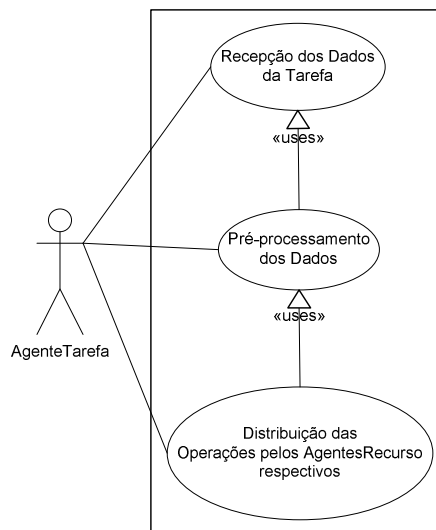 Recepção dos Dados
da Tarefa
«uses»
Pré-processamento
dos Dados
«uses»
AgenteTarefa
Distribuição das
Operações pelos AgentesRecurso
respectivos